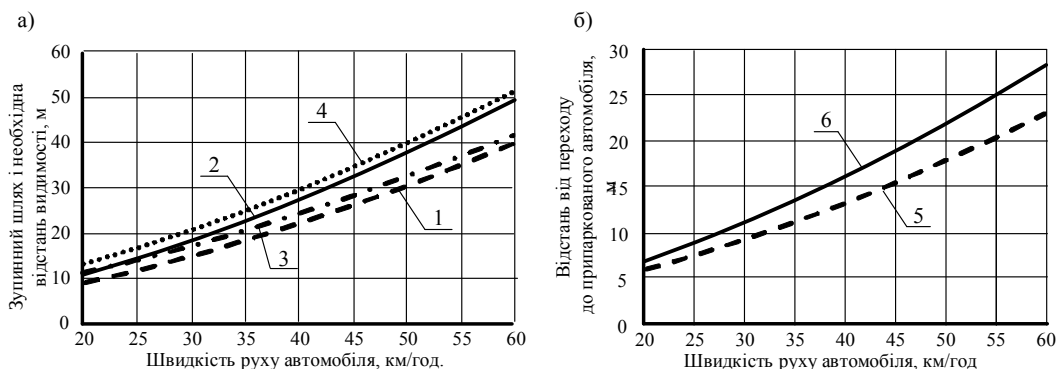 а)
Зупинний шлях і необхідна
відстань видимості, м
60
50
40
30
20
10
0
4
2
3
1
20 25 30 35 40 45 50 55 60
Швидкість руху автомобіля, км/год.
б)
Відстань від переходу
до припаркованого автомобіля,
м
30
25
20
15
10
5
0
6
5
20 25 30 35 40 45 50 55 60
Швидкість руху автомобіля, км/год